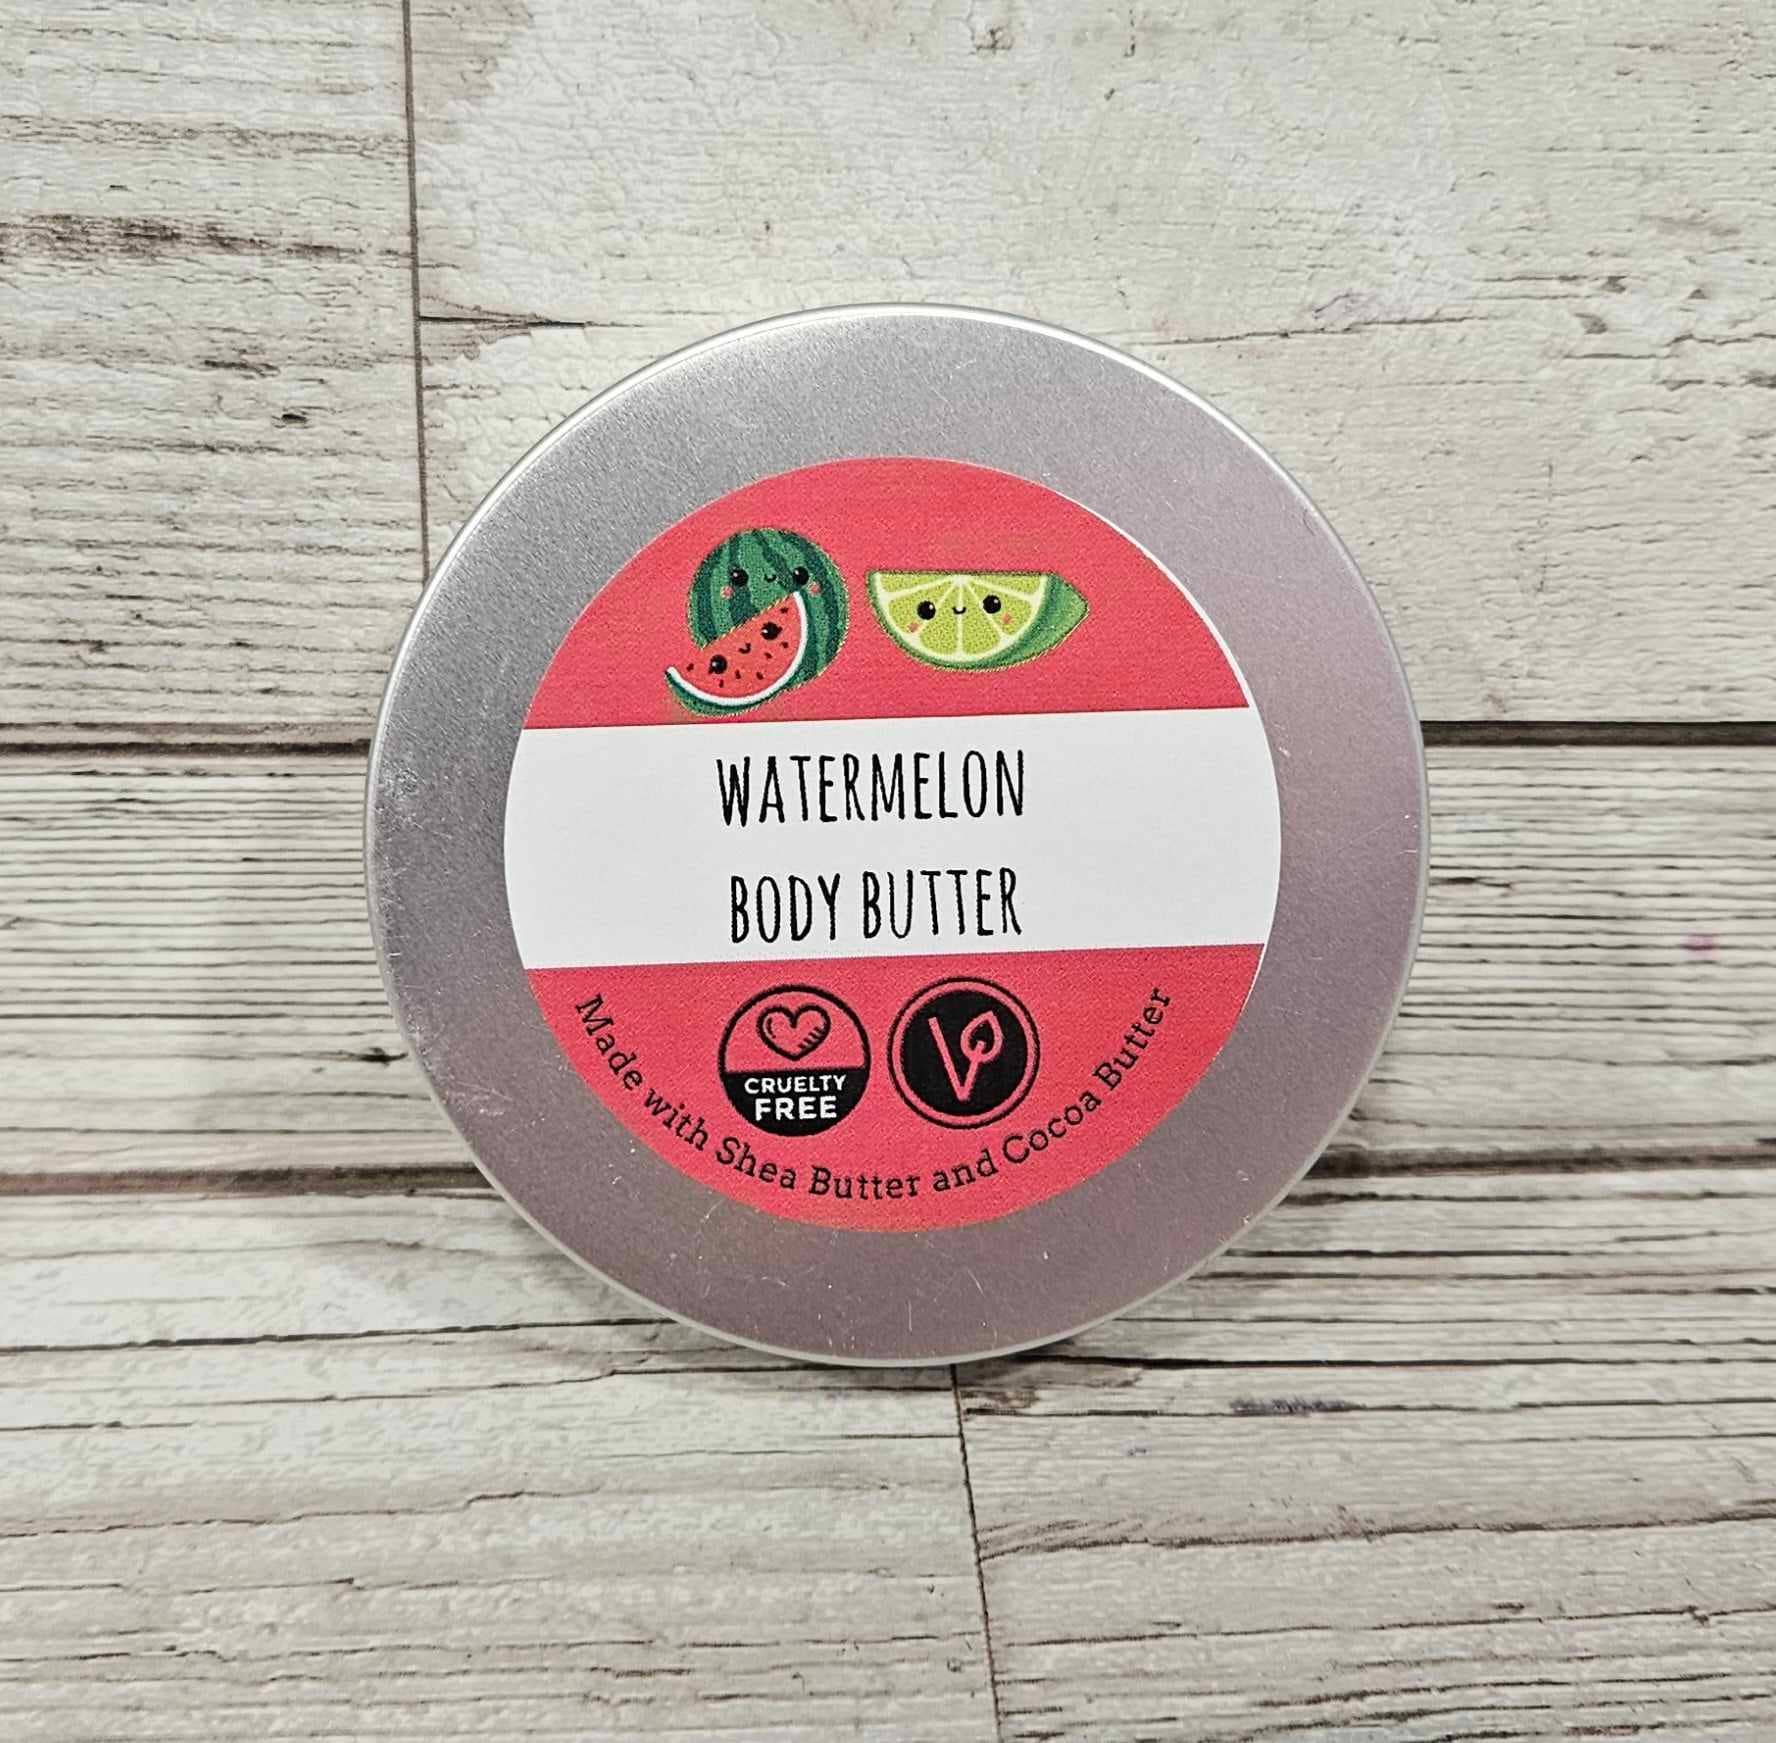 WATERMELON
BODY BUTTER
CRUELTY
FREE
Made with Shea Butter and Cocoa Butter